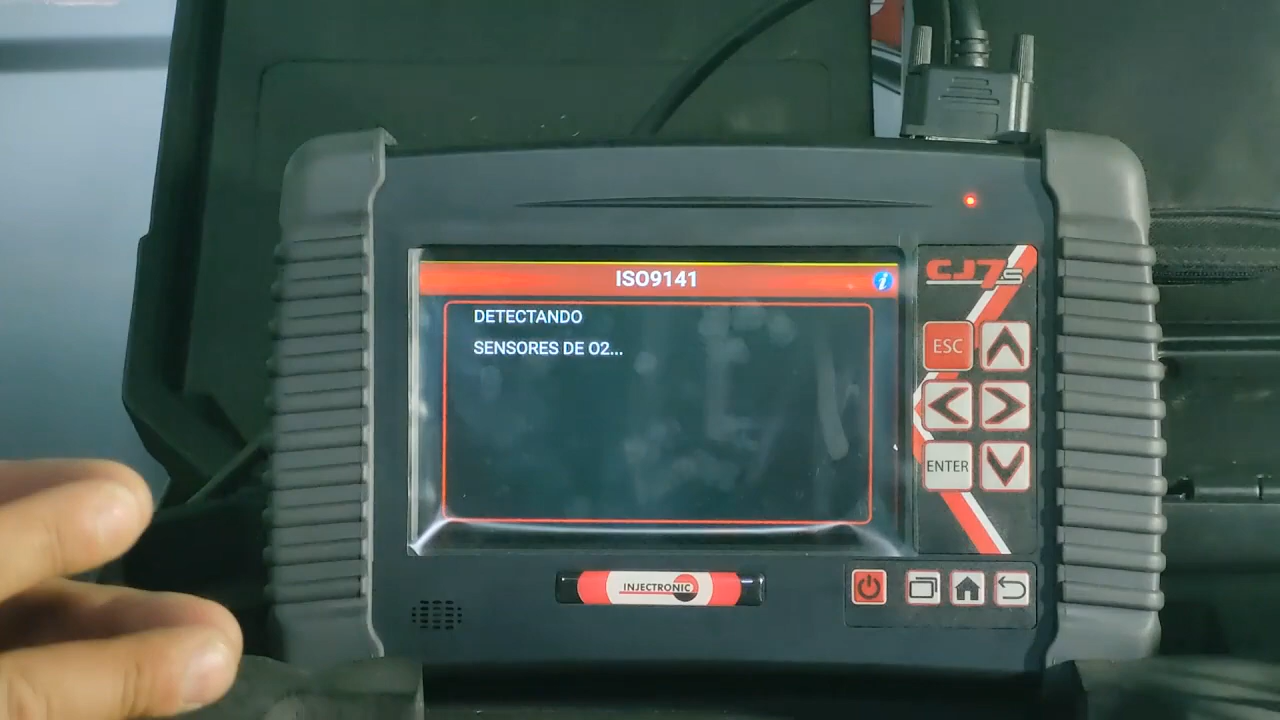 ISO9141
i
DETECTANDO
SENSORES DE O2...
CJ7s
ESC
ENTER
INJECTRONIC